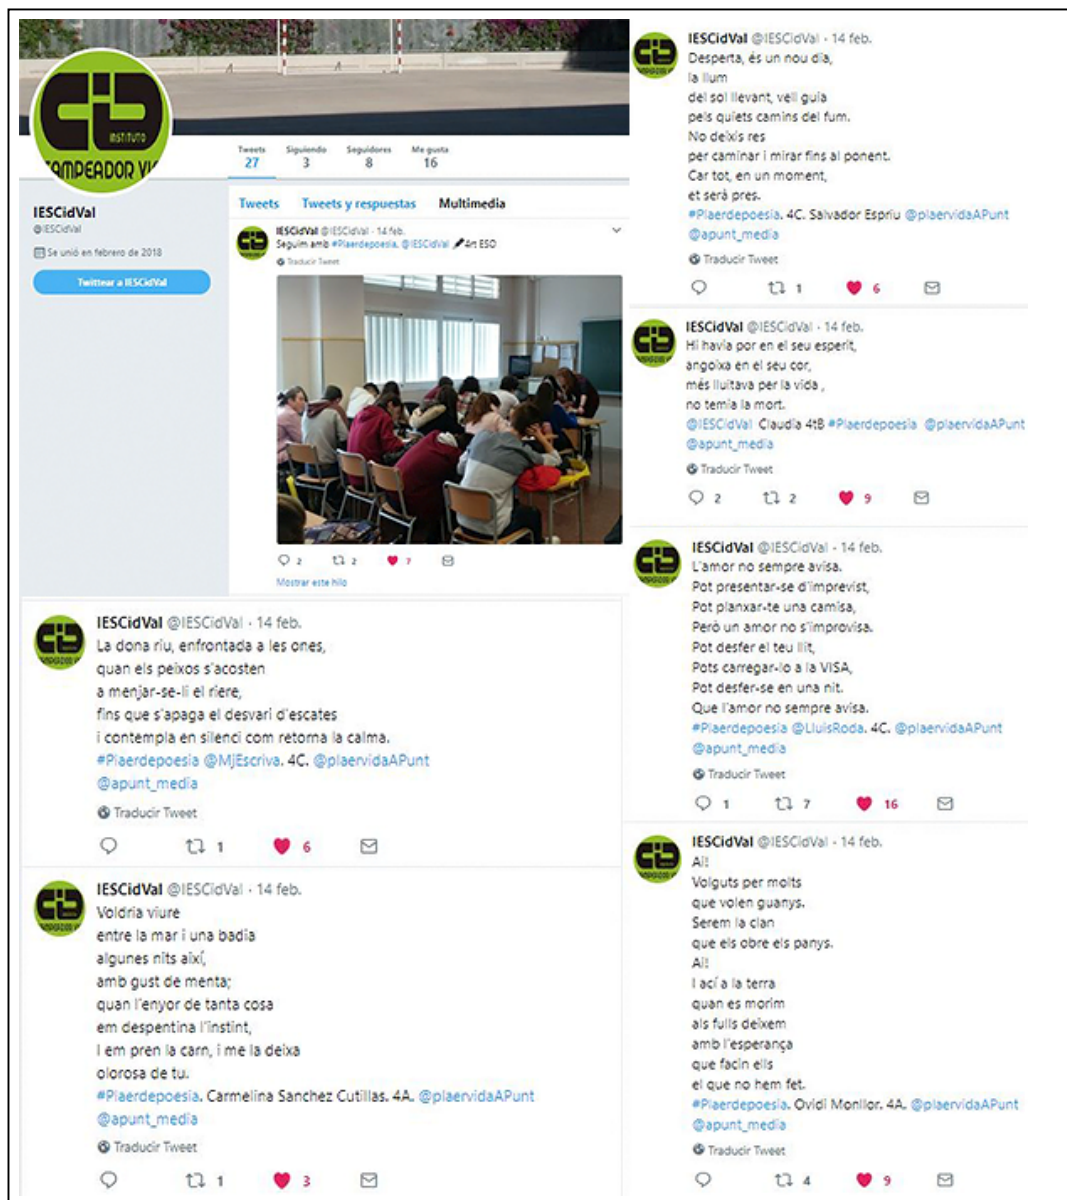 INSTITUTO
CAMPEADOR
Tweets
27
Siguiendo
3
Seguidores
8
Me gusta
16
IESCidVal
@IESCidVal
Se unió en febrero de 2018
Twittear a IESCidVal
Tweets Tweets y respuestas Multimedia
IESCidVal @IESCidVal · 14 feb.
Seguim amb #Plaerdepoesia. @IESCidVal 4rt ESO
Traducir Tweet
2 2 7
Mostrar este hilo
IESCidVal @IESCidVal · 14 feb.
La dona riu, enfrontada a les ones,
quan els peixos s'acosten
a menjar-se-li el riere,
fins que s'apaga el desvari d'escates
i contempla en silenci com retorna la calma.
#Plaerdepoesia @MjEscriva. 4C. @plaervidaAPunt
@apunt_media
Traducir Tweet
1 6
IESCidVal @IESCidVal · 14 feb.
Voldria viure
entre la mar i una badia
algunes nits així,
amb gust de menta;
quan l'enyor de tanta cosa
em despentina l'instint,
I em pren la carn, i me la deixa
olorosa de tu.
#Plaerdepoesia. Carmelina Sanchez Cutillas. 4A. @plaervidaAPunt
@apunt_media
Traducir Tweet
1 3
IESCidVal @IESCidVal · 14 feb.
Desperta, és un nou dia,
la llum
del sol llevant, vell guia
pels quiets camins del fum.
No deixis res
per caminar i mirar fins al ponent.
Car tot, en un moment,
et serà pres.
#Plaerdepoesia. 4C. Salvador Espriu @plaervidaAPunt
@apunt_media
Traducir Tweet
1 6
IESCidVal @IESCidVal · 14 feb.
Hi havia por en el seu esperit,
angoixa en el seu cor,
més lluitava per la vida ,
no temia la mort.
@IESCidVal Claudia 4tB #Plaerdepoesia @plaervidaAPunt
@apunt_media
Traducir Tweet
2 2 9
IESCidVal @IESCidVal · 14 feb.
L'amor no sempre avisa.
Pot presentar-se d'imprevist,
Pot planxar-te una camisa,
Però un amor no s'improvisa.
Pot desfer el teu llit,
Pots carregar-lo a la VISA,
Pot desfer-se en una nit.
Que l'amor no sempre avisa.
#Plaerdepoesia @LluisRoda. 4C. @plaervidaAPunt
@apunt_media
Traducir Tweet
1 7 16
IESCidVal @IESCidVal · 14 feb.
Ai!
Volguts per molts
que volen guanys.
Serem la clan
que els obre els panys.
Ai!
I ací a la terra
quan es morim
als fulls deixem
amb l'esperança
que facin ells
el que no hem fet.
#Plaerdepoesia. Ovidi Monllor. 4A. @plaervidaAPunt
@apunt_media
Traducir Tweet
4 9